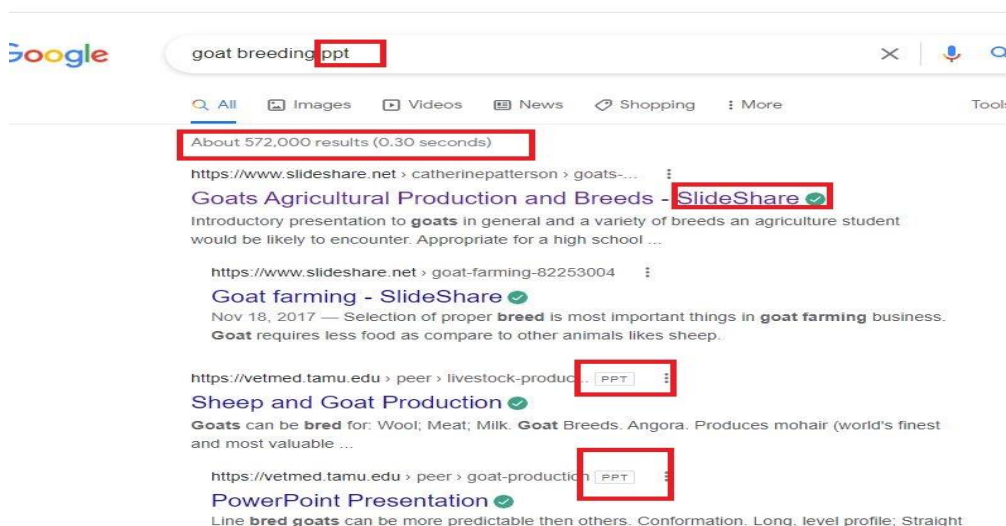 Google
goat breeding ppt
All Images Videos News Shopping More Tools
About 572,000 results (0.30 seconds)
https://www.slideshare.net › catherinepatterson › goats-...
Goats Agricultural Production and Breeds - SlideShare
Introductory presentation to goats in general and a variety of breeds an agriculture student
would be likely to encounter. Appropriate for a high school ...
https://www.slideshare.net › goat-farming-82253004
Goat farming - SlideShare
Nov 18, 2017 — Selection of proper breed is most important things in goat farming business.
Goat requires less food as compare to other animals likes sheep.
https://vetmed.tamu.edu › peer › livestock-produc... PPT
Sheep and Goat Production
Goats can be bred for: Wool; Meat; Milk. Goat Breeds. Angora. Produces mohair (world's finest
and most valuable ...
https://vetmed.tamu.edu › peer › goat-production PPT
PowerPoint Presentation
Line bred goats can be more predictable then others. Conformation. Long, level profile; Straight